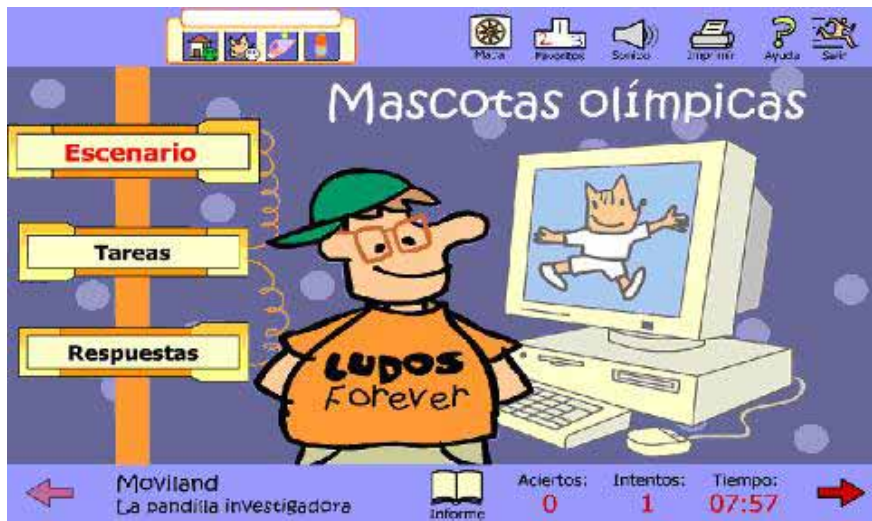 Mapa
Favoritos
Sonido
Imprimir
Ayuda
Salir
Mascotas olímpicas
Escenario
Tareas
Respuestas
LUDOS
Forever
Moviland
La pandilla investigadora
Informe
Aciertos:
0
Intentos:
1
Tiempo:
07:57